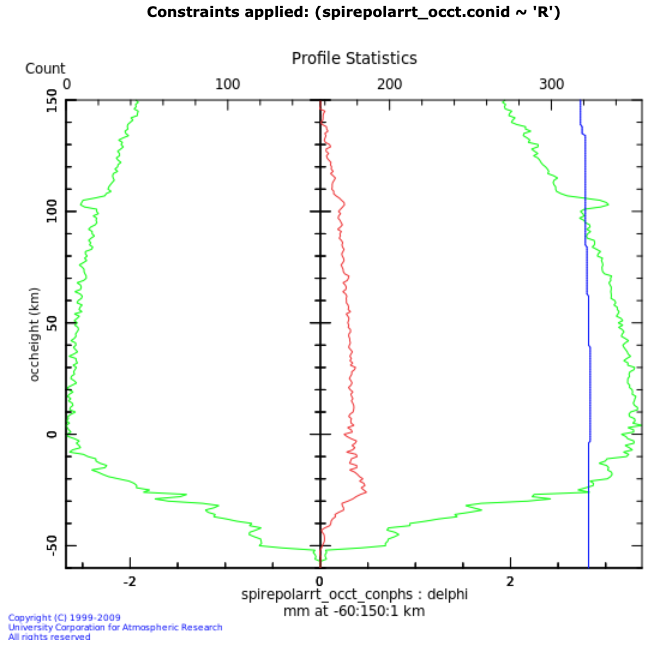 Constraints applied: (spirepolarrt_occt.conid ~ 'R')
Profile Statistics
Count
0 100 200 300
150
100
50
0
-50
occheight (km)
-2 0 2
spirepolarrt_occt_conphs : delphi
mm at -60:150:1 km
Copyright (C) 1999-2009
University Corporation for Atmospheric Research
All rights reserved